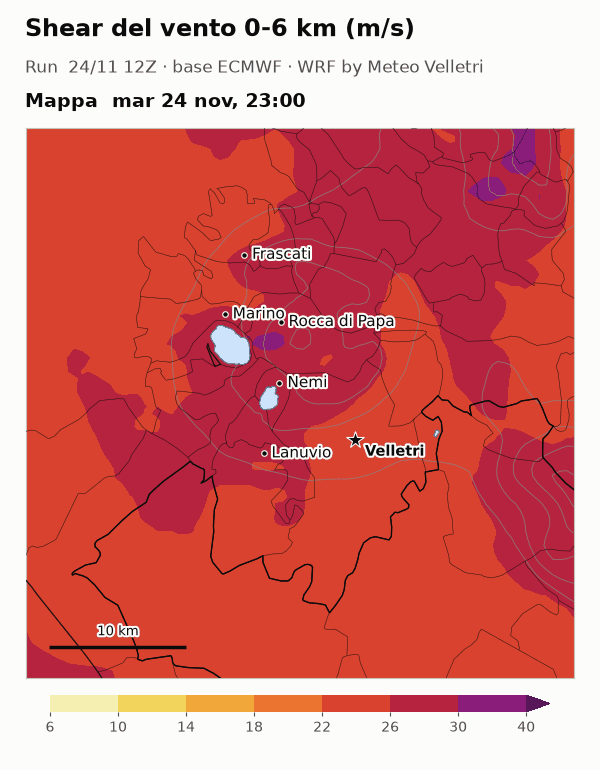 Shear del vento 0-6 km (m/s)
Run 24/11 12Z · base ECMWF · WRF by Meteo Velletri
Mappa mar 24 nov, 23:00
Frascati
Marino
Rocca di Papa
Nemi
Velletri
Lanuvio
10 km
6 10 14 18 22 26 30 40